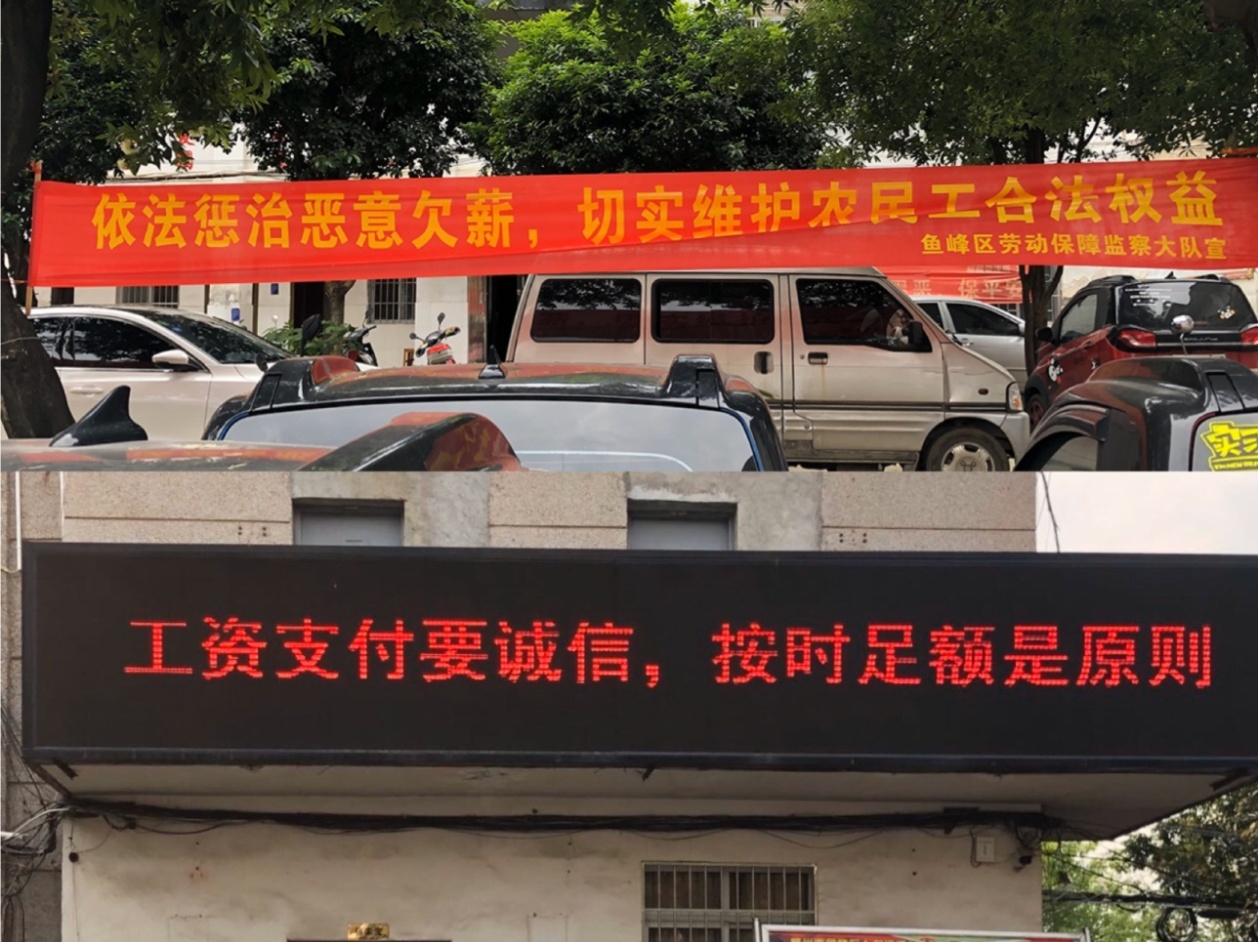 依法惩治恶意欠薪，切实维护农民工合法权益
鱼峰区劳动保障监察大队宣
实习
工资支付要诚信，按时足额是原则